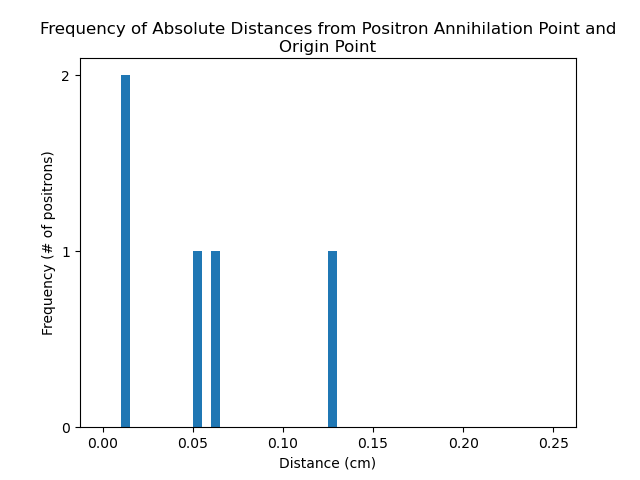 Frequency of Absolute Distances from Positron Annihilation Point and
Origin Point
Frequency (# of positrons)
2
1
0
0.00 0.05 0.10 0.15 0.20 0.25
Distance (cm)